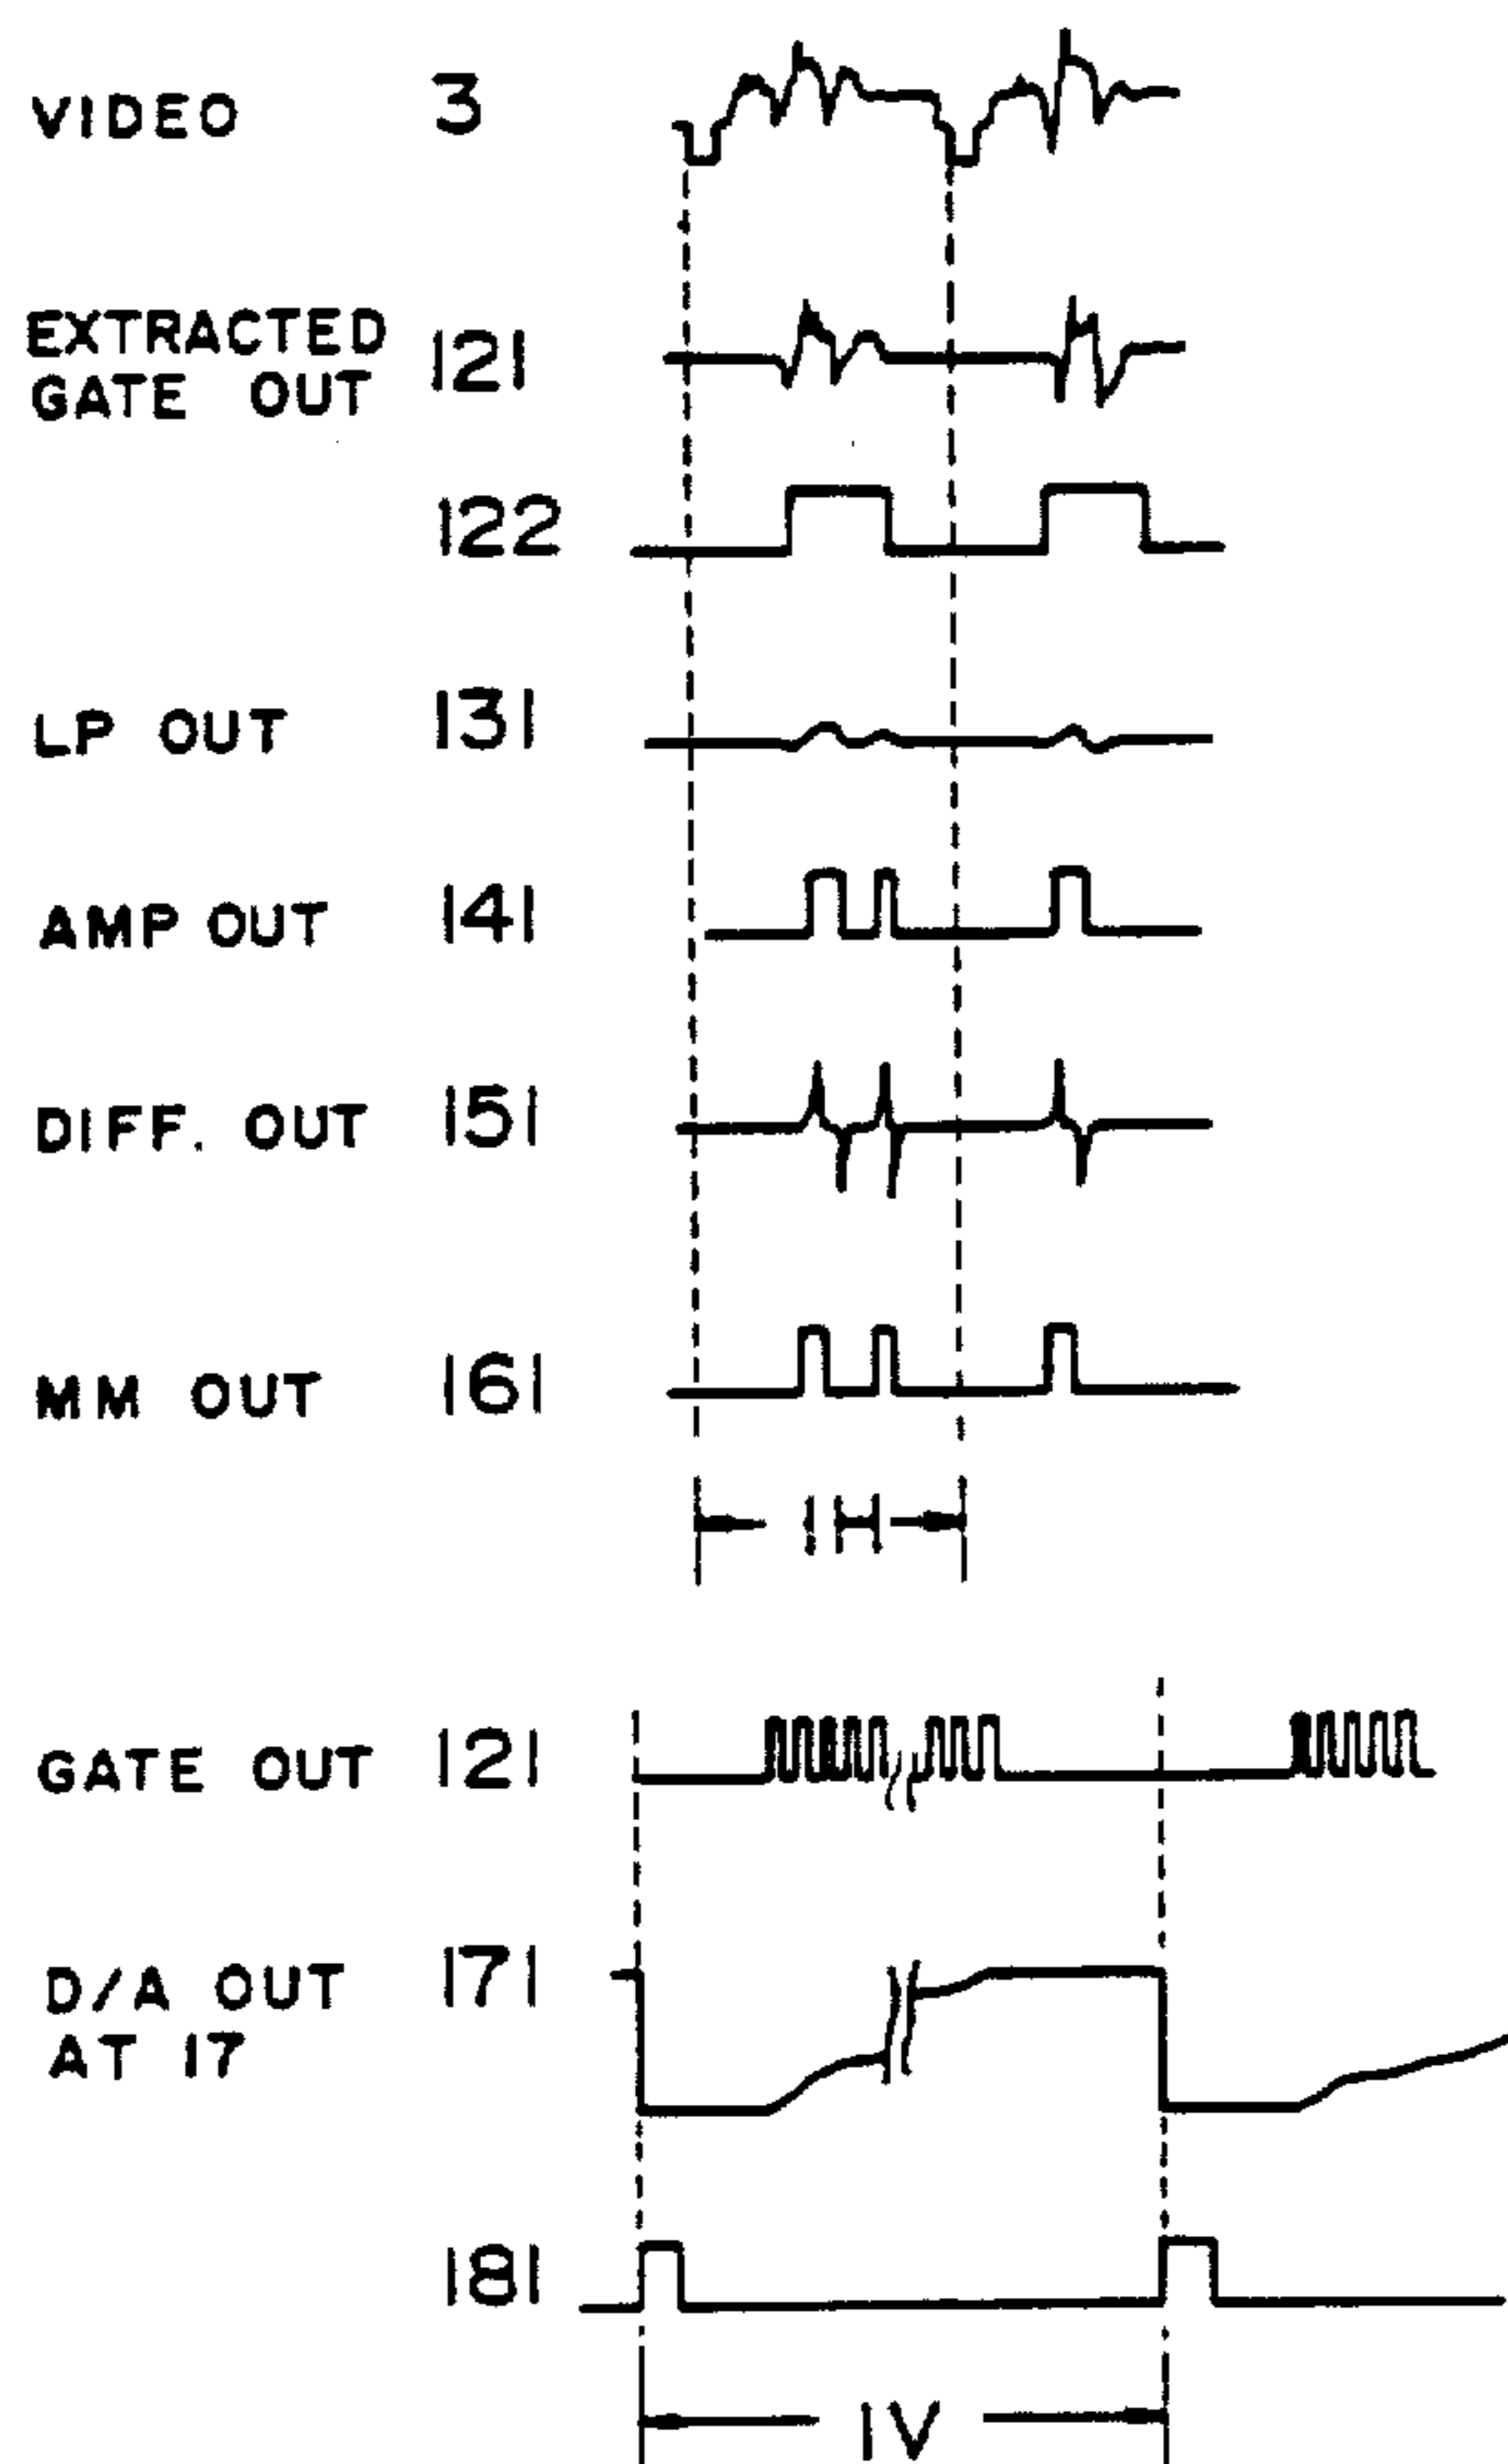 VIDEO 3
EXTRACTED
GATE OUT 121
122
LP OUT 131
AMP OUT 141
DIFF. OUT 151
MM OUT 161
1H
GATE OUT 121
D/A OUT 171
AT 17
181
1V